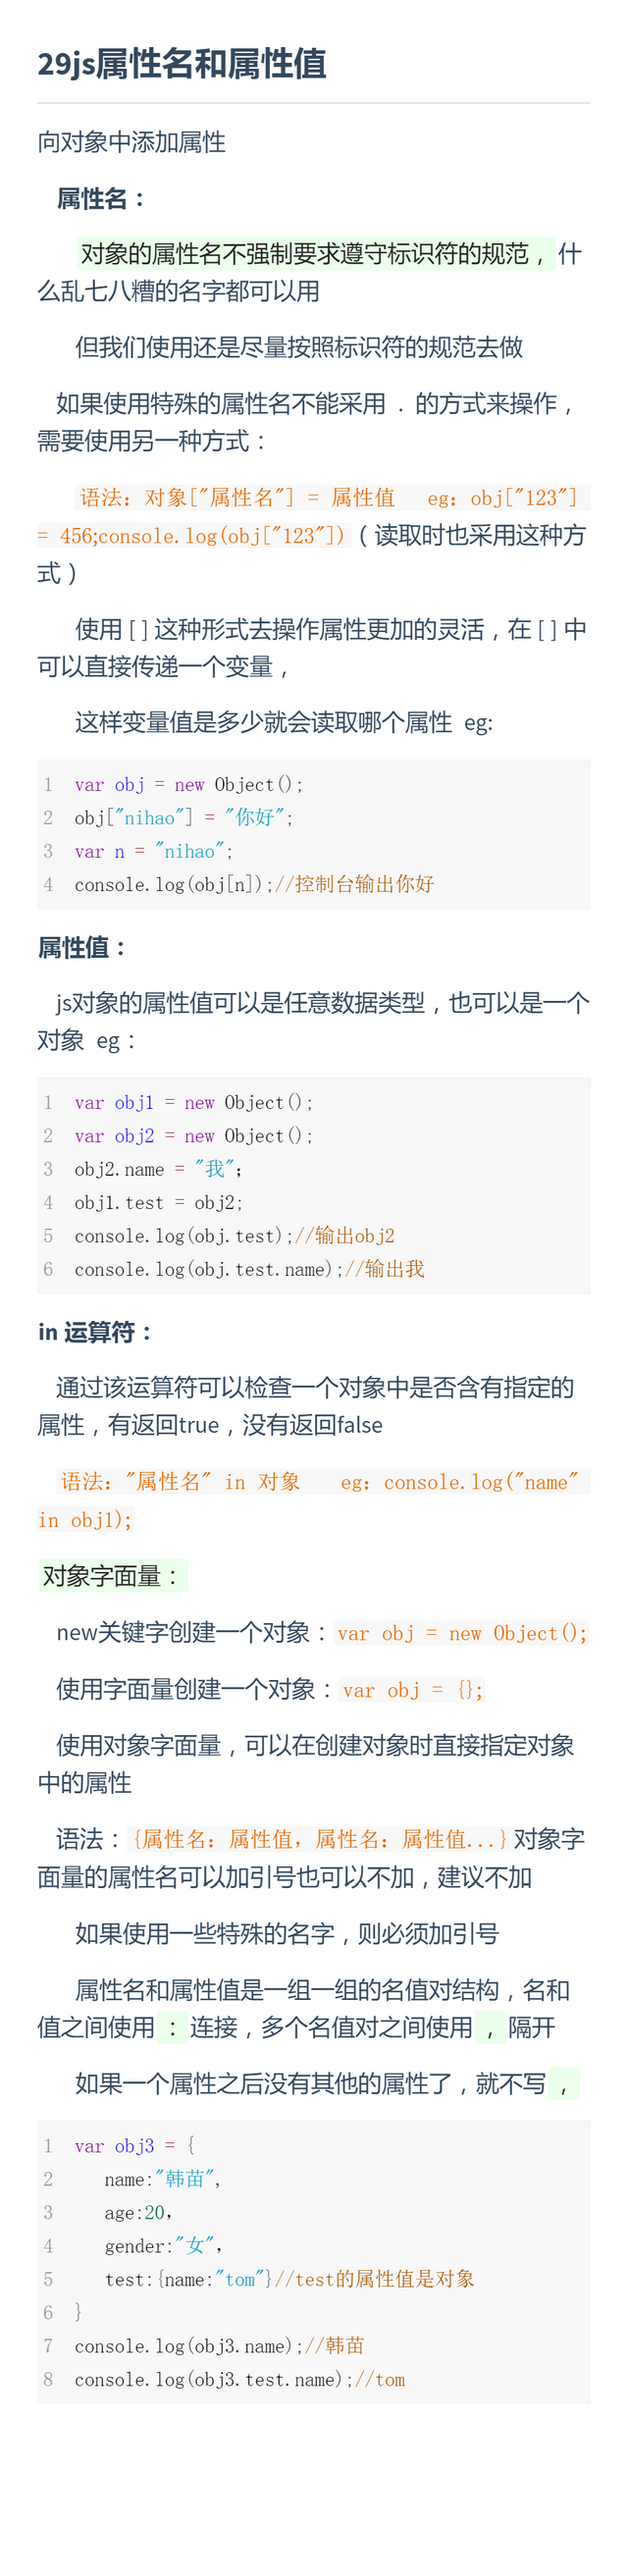 29js属性名和属性值
向对象中添加属性
属性名：
对象的属性名不强制要求遵守标识符的规范，什
么乱七八糟的名字都可以用
但我们使用还是尽量按照标识符的规范去做
如果使用特殊的属性名不能采用 . 的方式来操作，
需要使用另一种方式：
语法：对象["属性名"] = 属性值 eg：obj["123"]
= 456;console.log(obj["123"])（读取时也采用这种方
式）
使用 [ ] 这种形式去操作属性更加的灵活，在 [ ] 中
可以直接传递一个变量，
这样变量值是多少就会读取哪个属性 eg:
1 var obj = new Object();
2 obj["nihao"] = "你好";
3 var n = "nihao";
4 console.log(obj[n]);//控制台输出你好
属性值：
js对象的属性值可以是任意数据类型，也可以是一个
对象 eg：
1 var obj1 = new Object();
2 var obj2 = new Object();
3 obj2.name = "我"；
4 obj1.test = obj2;
5 console.log(obj.test);//输出obj2
6 console.log(obj.test.name);//输出我
in 运算符：
通过该运算符可以检查一个对象中是否含有指定的
属性，有返回true，没有返回false
语法："属性名" in 对象 eg：console.log("name"
in obj1);
对象字面量：
new关键字创建一个对象：var obj = new Object();
使用字面量创建一个对象：var obj = {};
使用对象字面量，可以在创建对象时直接指定对象
中的属性
语法：{属性名：属性值，属性名：属性值...}对象字
面量的属性名可以加引号也可以不加，建议不加
如果使用一些特殊的名字，则必须加引号
属性名和属性值是一组一组的名值对结构，名和
值之间使用：连接，多个名值对之间使用，隔开
如果一个属性之后没有其他的属性了，就不写，
1 var obj3 = {
2 name:"韩苗",
3 age:20，
4 gender:"女"，
5 test:{name:"tom"}//test的属性值是对象
6 }
7 console.log(obj3.name);//韩苗
8 console.log(obj3.test.name);//tom